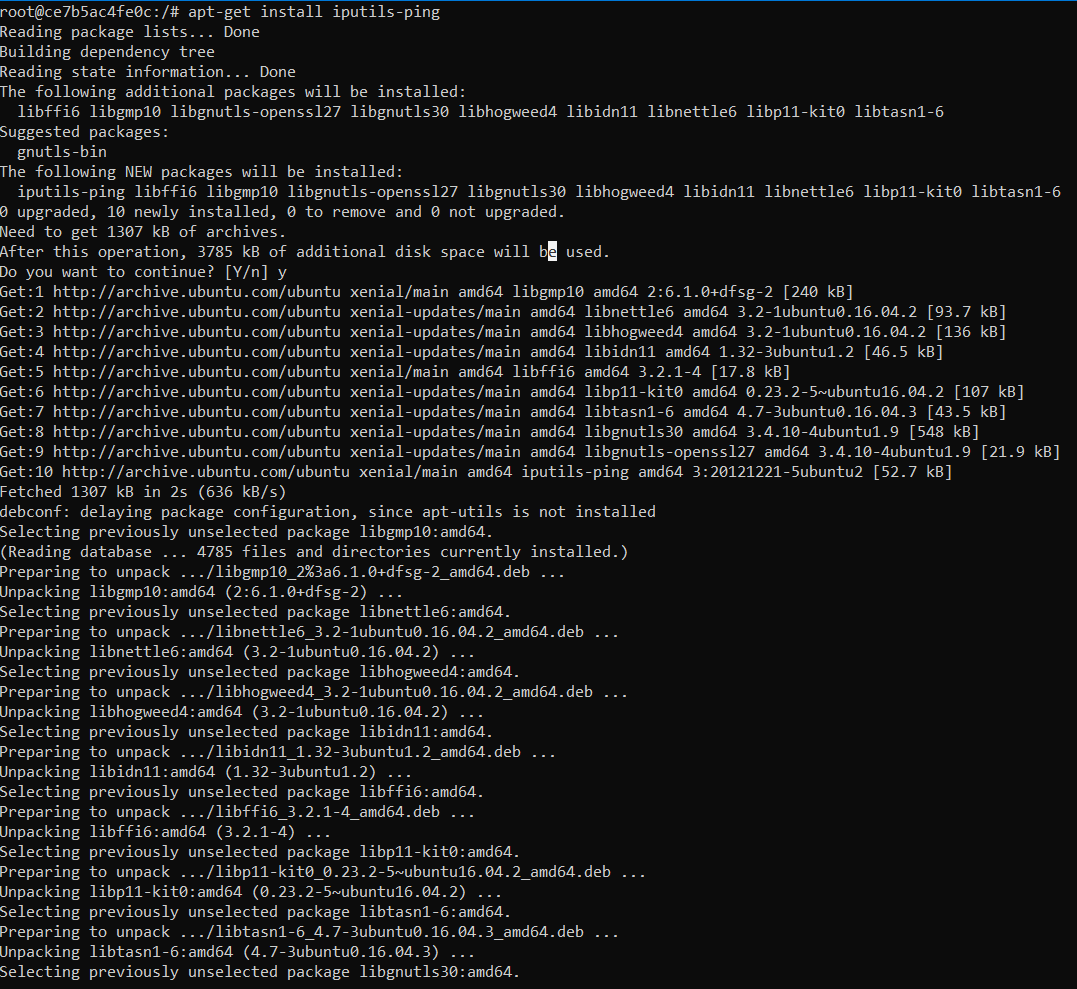 root@ce7b5ac4fe0c:/# apt-get install iputils-ping
Reading package lists... Done
Building dependency tree
Reading state information... Done
The following additional packages will be installed:
  libffi6 libgmp10 libgnutls-openssl27 libgnutls30 libhogweed4 libidn11 libnettle6 libp11-kit0 libtasn1-6
Suggested packages:
  gnutls-bin
The following NEW packages will be installed:
  iputils-ping libffi6 libgmp10 libgnutls-openssl27 libgnutls30 libhogweed4 libidn11 libnettle6 libp11-kit0 libtasn1-6
0 upgraded, 10 newly installed, 0 to remove and 0 not upgraded.
Need to get 1307 kB of archives.
After this operation, 3785 kB of additional disk space will be used.
Do you want to continue? [Y/n] y
Get:1 http://archive.ubuntu.com/ubuntu xenial/main amd64 libgmp10 amd64 2:6.1.0+dfsg-2 [240 kB]
Get:2 http://archive.ubuntu.com/ubuntu xenial-updates/main amd64 libnettle6 amd64 3.2-1ubuntu0.16.04.2 [93.7 kB]
Get:3 http://archive.ubuntu.com/ubuntu xenial-updates/main amd64 libhogweed4 amd64 3.2-1ubuntu0.16.04.2 [136 kB]
Get:4 http://archive.ubuntu.com/ubuntu xenial-updates/main amd64 libidn11 amd64 1.32-3ubuntu1.2 [46.5 kB]
Get:5 http://archive.ubuntu.com/ubuntu xenial/main amd64 libffi6 amd64 3.2.1-4 [17.8 kB]
Get:6 http://archive.ubuntu.com/ubuntu xenial-updates/main amd64 libp11-kit0 amd64 0.23.2-5~ubuntu16.04.2 [107 kB]
Get:7 http://archive.ubuntu.com/ubuntu xenial-updates/main amd64 libtasn1-6 amd64 4.7-3ubuntu0.16.04.3 [43.5 kB]
Get:8 http://archive.ubuntu.com/ubuntu xenial-updates/main amd64 libgnutls30 amd64 3.4.10-4ubuntu1.9 [548 kB]
Get:9 http://archive.ubuntu.com/ubuntu xenial-updates/main amd64 libgnutls-openssl27 amd64 3.4.10-4ubuntu1.9 [21.9 kB]
Get:10 http://archive.ubuntu.com/ubuntu xenial/main amd64 iputils-ping amd64 3:20121221-5ubuntu2 [52.7 kB]
Fetched 1307 kB in 2s (636 kB/s)
debconf: delaying package configuration, since apt-utils is not installed
Selecting previously unselected package libgmp10:amd64.
(Reading database ... 4785 files and directories currently installed.)
Preparing to unpack .../libgmp10_2%3a6.1.0+dfsg-2_amd64.deb ...
Unpacking libgmp10:amd64 (2:6.1.0+dfsg-2) ...
Selecting previously unselected package libnettle6:amd64.
Preparing to unpack .../libnettle6_3.2-1ubuntu0.16.04.2_amd64.deb ...
Unpacking libnettle6:amd64 (3.2-1ubuntu0.16.04.2) ...
Selecting previously unselected package libhogweed4:amd64.
Preparing to unpack .../libhogweed4_3.2-1ubuntu0.16.04.2_amd64.deb ...
Unpacking libhogweed4:amd64 (3.2-1ubuntu0.16.04.2) ...
Selecting previously unselected package libidn11:amd64.
Preparing to unpack .../libidn11_1.32-3ubuntu1.2_amd64.deb ...
Unpacking libidn11:amd64 (1.32-3ubuntu1.2) ...
Selecting previously unselected package libffi6:amd64.
Preparing to unpack .../libffi6_3.2.1-4_amd64.deb ...
Unpacking libffi6:amd64 (3.2.1-4) ...
Selecting previously unselected package libp11-kit0:amd64.
Preparing to unpack .../libp11-kit0_0.23.2-5~ubuntu16.04.2_amd64.deb ...
Unpacking libp11-kit0:amd64 (0.23.2-5~ubuntu16.04.2) ...
Selecting previously unselected package libtasn1-6:amd64.
Preparing to unpack .../libtasn1-6_4.7-3ubuntu0.16.04.3_amd64.deb ...
Unpacking libtasn1-6:amd64 (4.7-3ubuntu0.16.04.3) ...
Selecting previously unselected package libgnutls30:amd64.